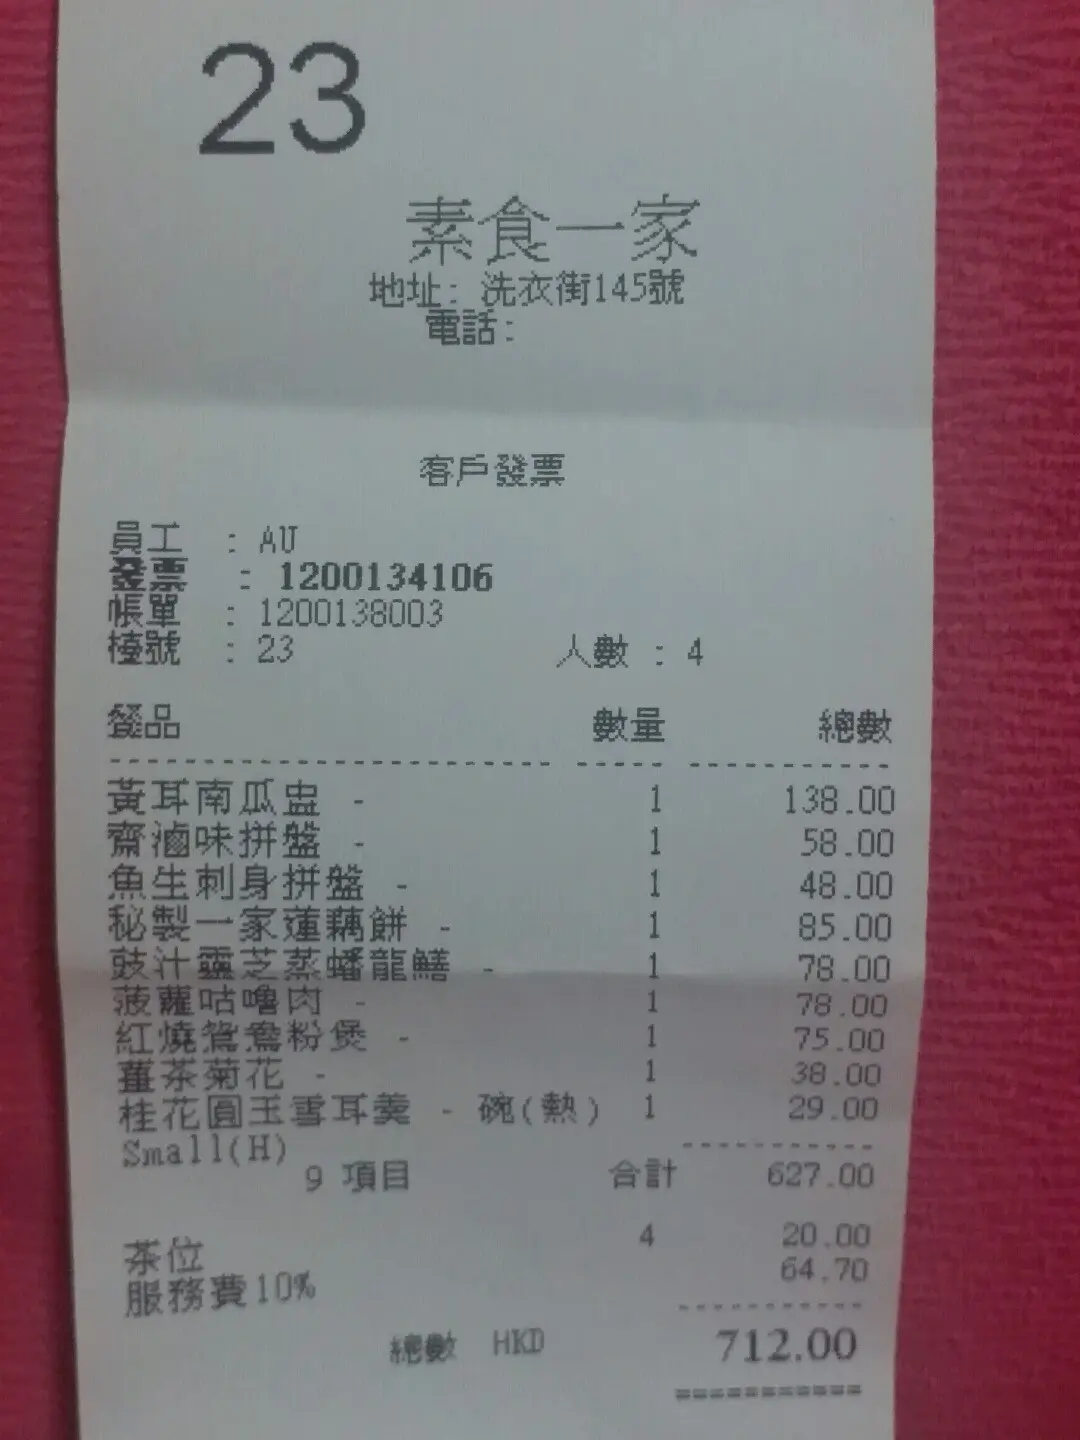 23
素食一家
地址: 洗衣街145號
電話:
客戶發票
員工 : AU
發票 : 1200134106
帳單 : 1200138003
檯號 : 23 人數 : 4
餐品 數量 總數
黃耳南瓜盅 - 1 138.00
齋滷味拼盤 - 1 58.00
魚生刺身拼盤 - 1 48.00
秘製一家蓮藕餅 - 1 85.00
豉汁靈芝蒸蟠龍鱔 - 1 78.00
菠蘿咕嚕肉 - 1 78.00
紅燒鴛鴦粉煲 - 1 75.00
薑茶菊花 - 1 38.00
桂花圓玉雪耳羹 - 碗(熱) 1 29.00
Small(H)
9 項目 合計 627.00
茶位 4 20.00
服務費10% 64.70
總數 HKD 712.00